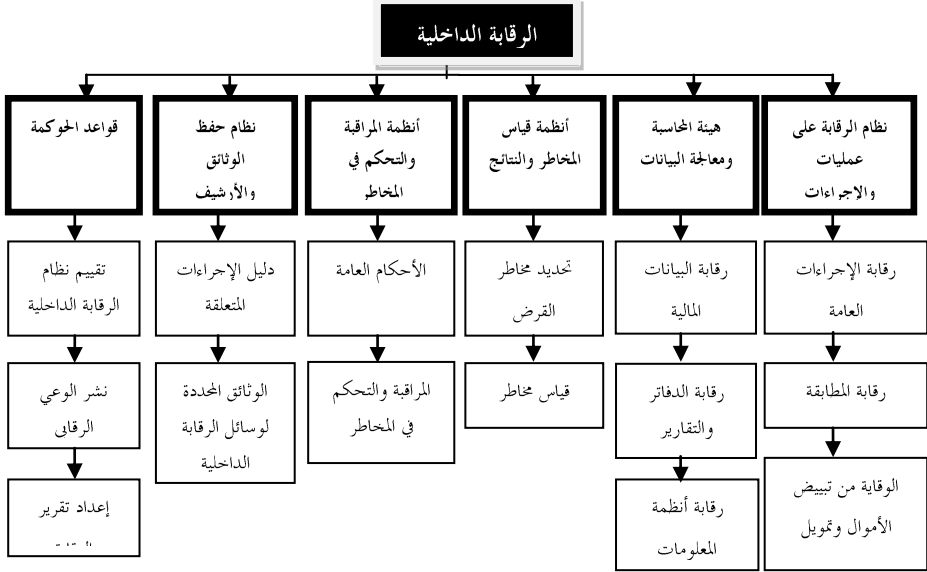 الرقابة الداخلية
نظام الرقابة على
عمليات
والإجراءات
هيئة المحاسبة
ومعالجة البيانات
أنظمة قياس
المخاطر والنتائج
أنظمة المراقبة
والتحكم في
المخاطر
نظام حفظ
الوثائق
والأرشيف
قواعد الحوكمة
رقابة الإجراءات
العامة
رقابة البيانات
المالية
تحديد مخاطر
القرض
الأحكام العامة
دليل الإجراءات
المتعلقة
تقييم نظام
الرقابة الداخلية
رقابة المطابقة
رقابة الدفاتر
والتقارير
قياس مخاطر
المراقبة والتحكم
في المخاطر
الوثائق المحددة
لوسائل الرقابة
الداخلية
نشر الوعي
الرقابي
الوقاية من تبييض
الأموال وتمويل
رقابة أنظمة
المعلومات
إعداد تقرير